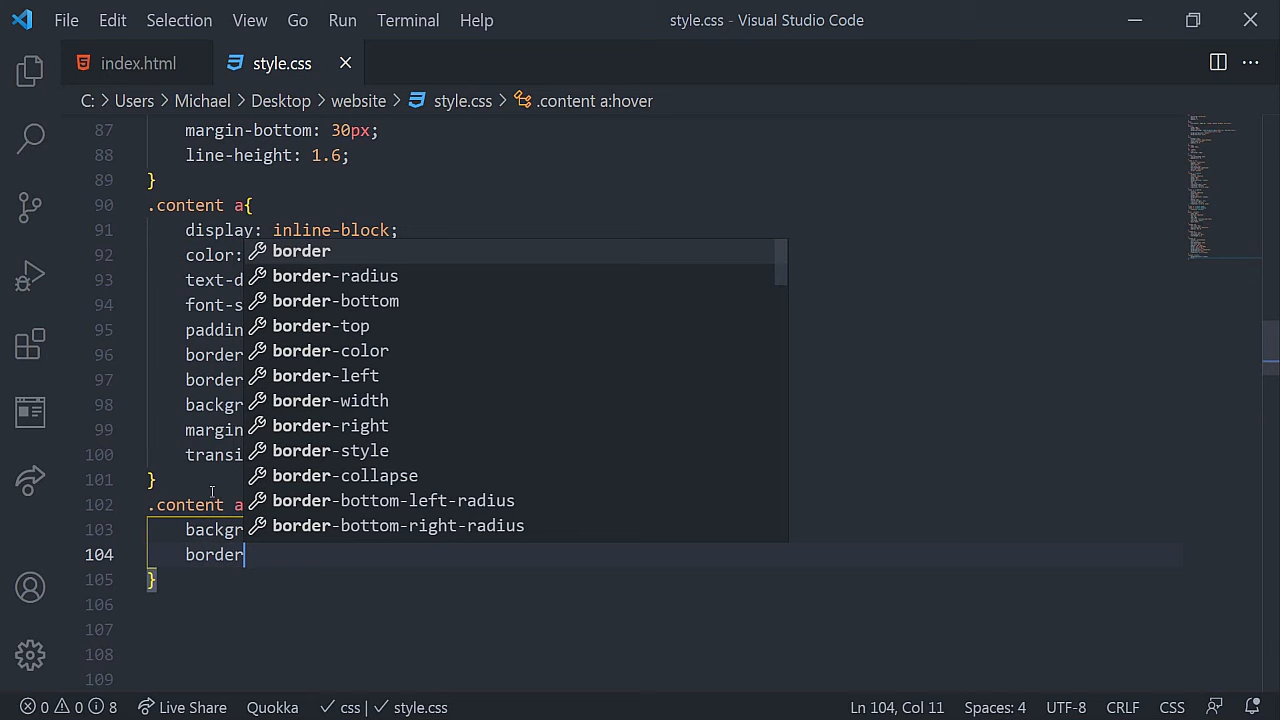 File Edit Selection View Go Run Terminal Help style.css - Visual Studio Code
index.html style.css
C: Users Michael Desktop website style.css .content a:hover
87 margin-bottom: 30px;
88 line-height: 1.6;
89 }
90 .content a{
91 display: inline-block;
92 color:
93 text-d
94 font-s
95 paddin
96 border
97 border
98 backgr
99 margin
100 transi
101 }
102 .content a
103 backgr
104 border
105 }
106
107
108
109
border
border-radius
border-bottom
border-top
border-color
border-left
border-width
border-right
border-style
border-collapse
border-bottom-left-radius
border-bottom-right-radius
0 0 8 Live Share Quokka css | style.css Ln 104, Col 11 Spaces: 4 UTF-8 CRLF CSS